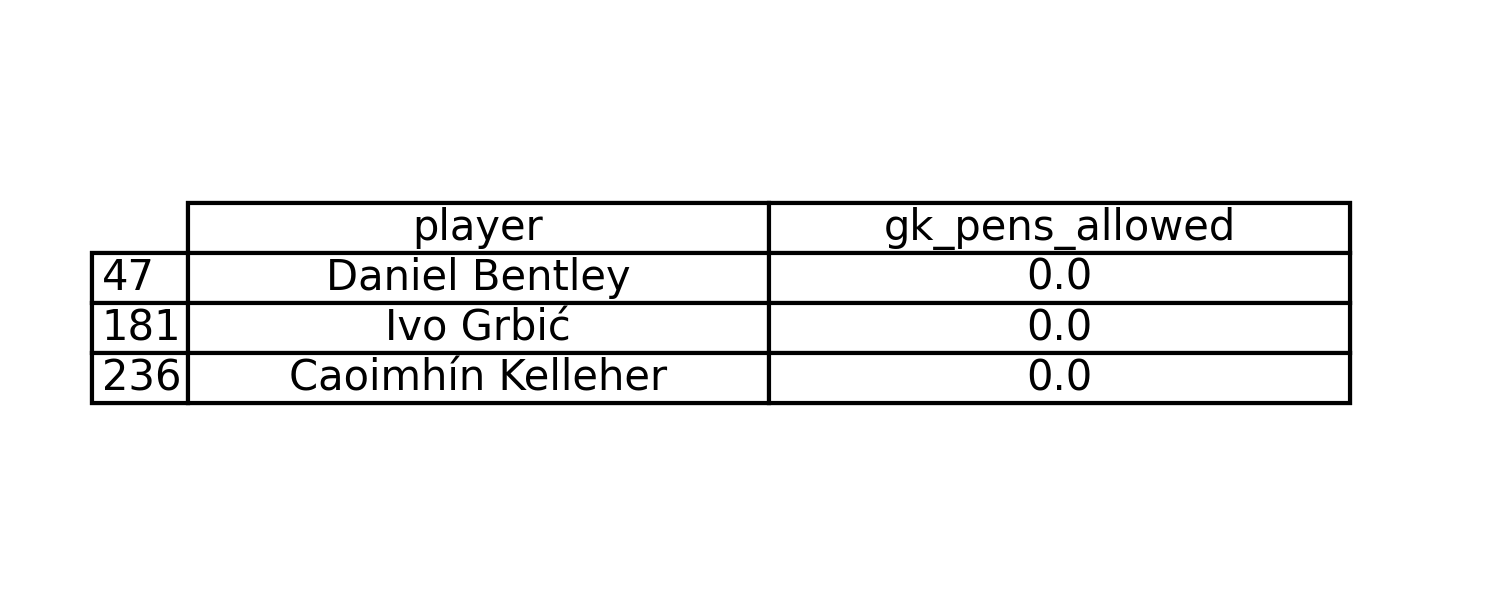 player gk_pens_allowed
47 Daniel Bentley 0.0
181 Ivo Grbić 0.0
236 Caoimhín Kelleher 0.0